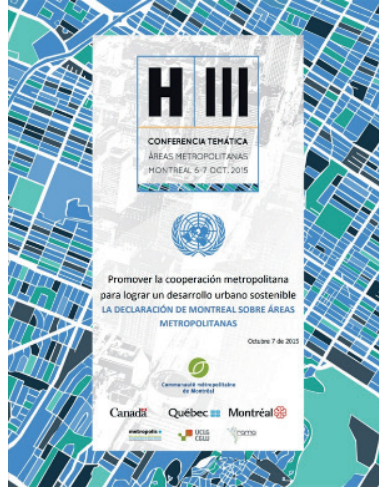 H III
CONFERENCIA TEMÁTICA
ÁREAS METROPOLITANAS
MONTREAL 6-7 OCT. 2015
Promover la cooperación metropolitana
para lograr un desarrollo urbano sostenible
LA DECLARACIÓN DE MONTREAL SOBRE ÁREAS
METROPOLITANAS
Octubre 7 de 2015
Communauté métropolitaine
de Montréal
Canada Québec Montréal
metropolis UCLG
CGLU